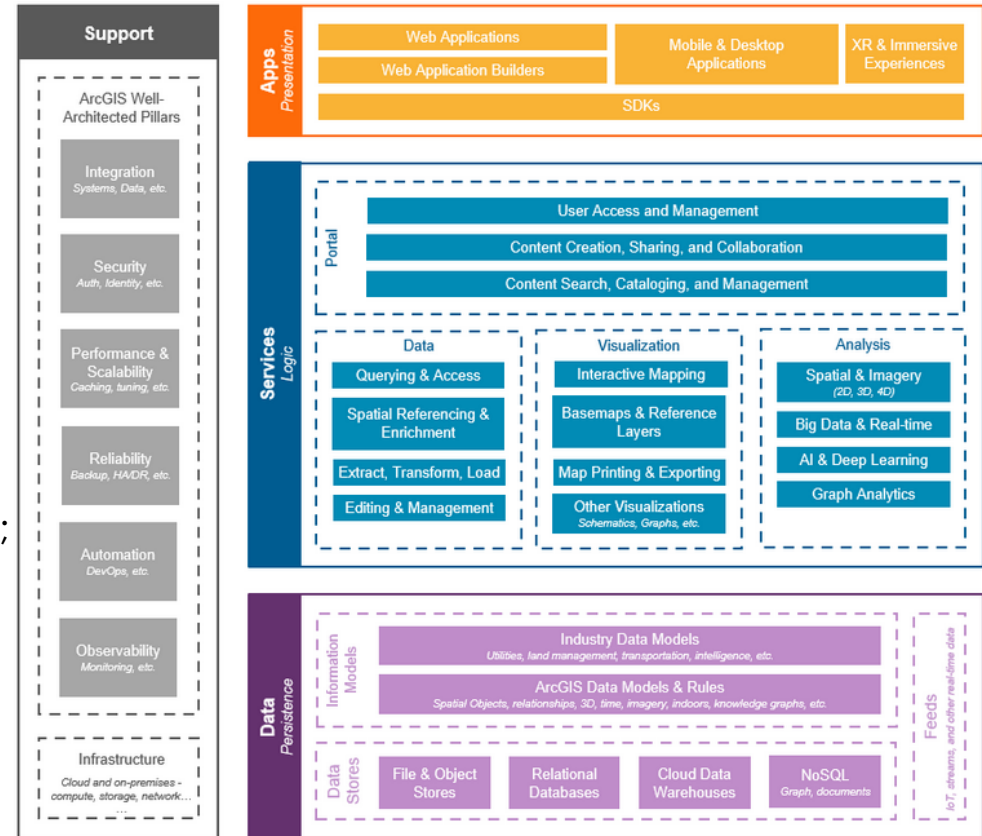 Support
ArcGIS Well-
Architected Pillars
Integration
Systems, Data, etc.
Security
Auth, Identity, etc.
Performance &
Scalability
Caching, tuning, etc.
Reliability
Backup, HA/DR, etc.
;
Automation
DevOps, etc.
Observability
Monitoring, etc.
Infrastructure
Cloud and on-premises -
compute, storage, network…
…
Apps
Presentation
Web Applications
Web Application Builders
Mobile & Desktop
Applications
XR & Immersive
Experiences
SDKs
Services
Logic
Portal
User Access and Management
Content Creation, Sharing, and Collaboration
Content Search, Cataloging, and Management
Data
Querying & Access
Spatial Referencing &
Enrichment
Extract, Transform, Load
Editing & Management
Visualization
Interactive Mapping
Basemaps & Reference
Layers
Map Printing & Exporting
Other Visualizations
Schematics, Graphs, etc.
Analysis
Spatial & Imagery
(2D, 3D, 4D)
Big Data & Real-time
AI & Deep Learning
Graph Analytics
Data
Persistence
Information
Models
Industry Data Models
Utilities, land management, transportation, intelligence, etc.
ArcGIS Data Models & Rules
Spatial Objects, relationships, 3D, time, imagery, indoors, knowledge graphs, etc.
Data
Stores
File & Object
Stores
Relational
Databases
Cloud Data
Warehouses
NoSQL
Graph, documents
Feeds
IoT, streams, and other real-time data